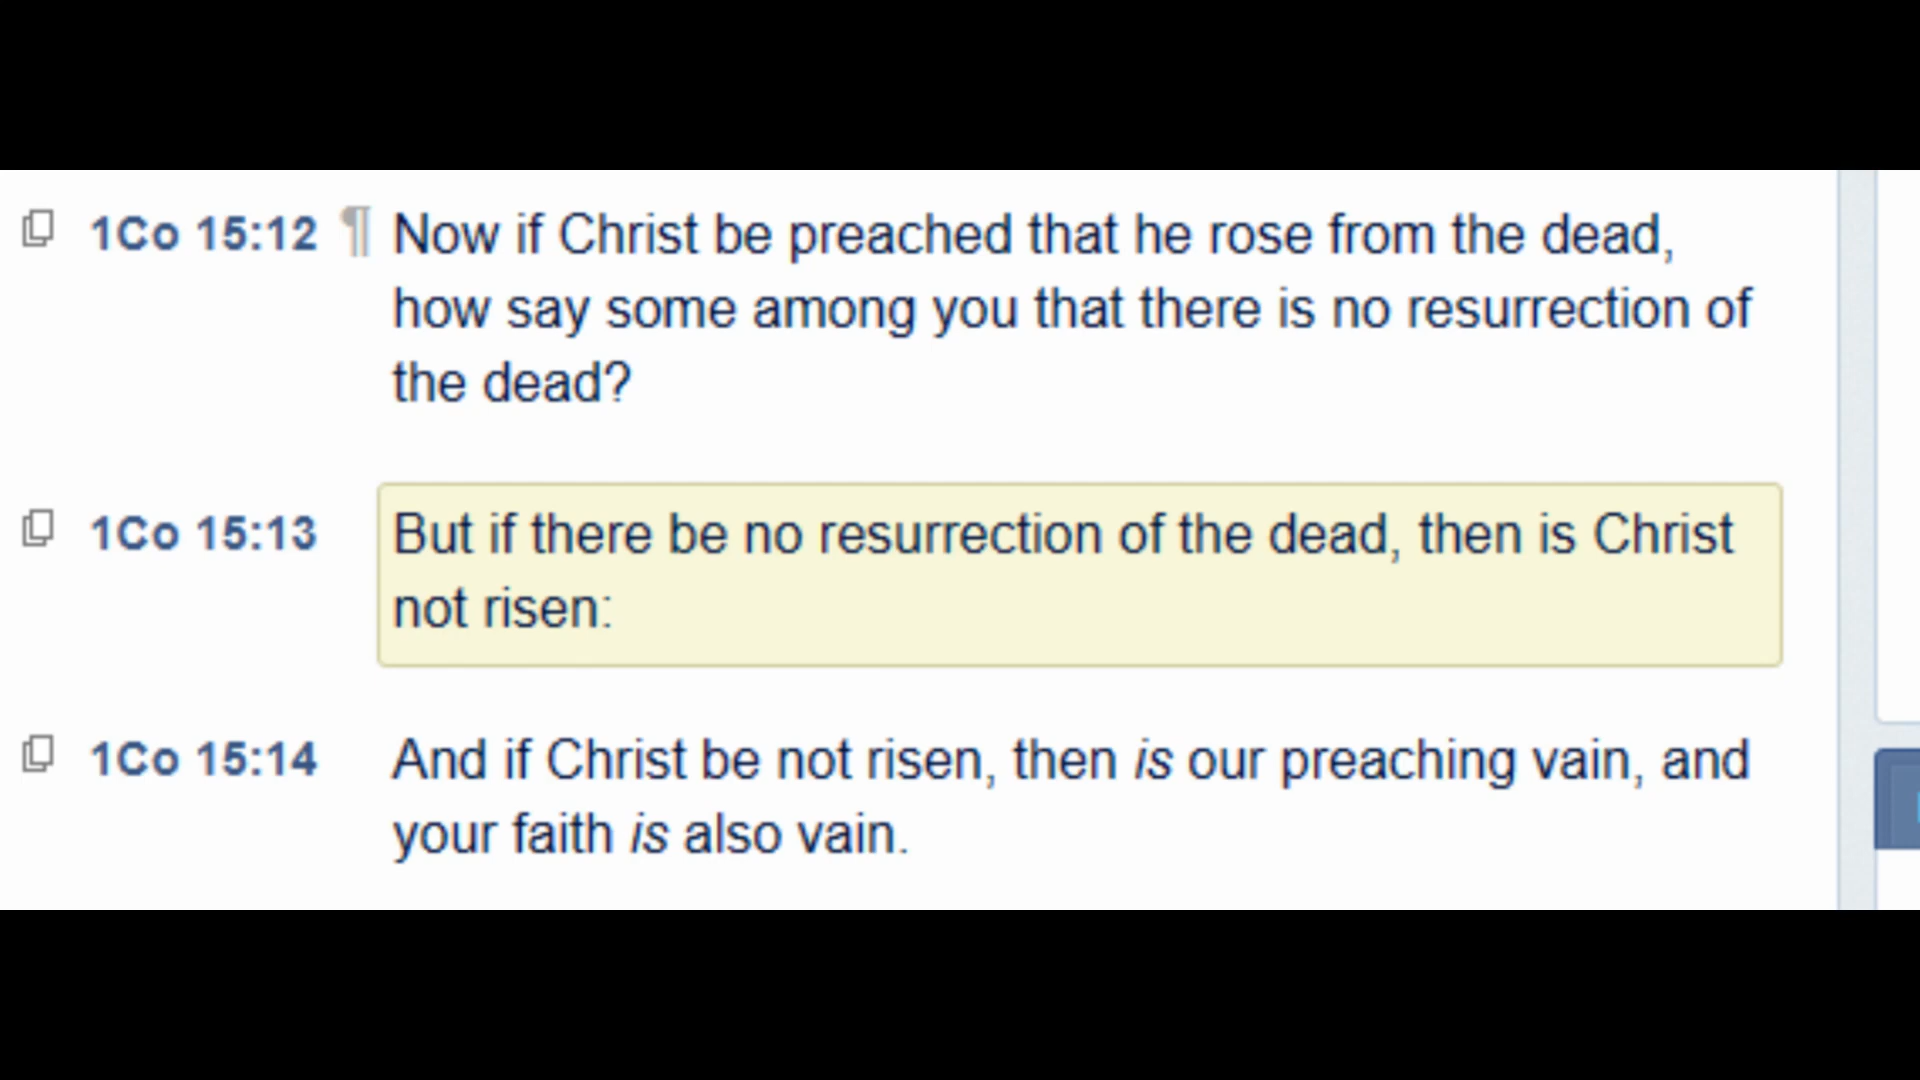 1Co 15:12 ¶ Now if Christ be preached that he rose from the dead,
how say some among you that there is no resurrection of
the dead?
1Co 15:13 But if there be no resurrection of the dead, then is Christ
not risen:
1Co 15:14 And if Christ be not risen, then is our preaching vain, and
your faith is also vain.